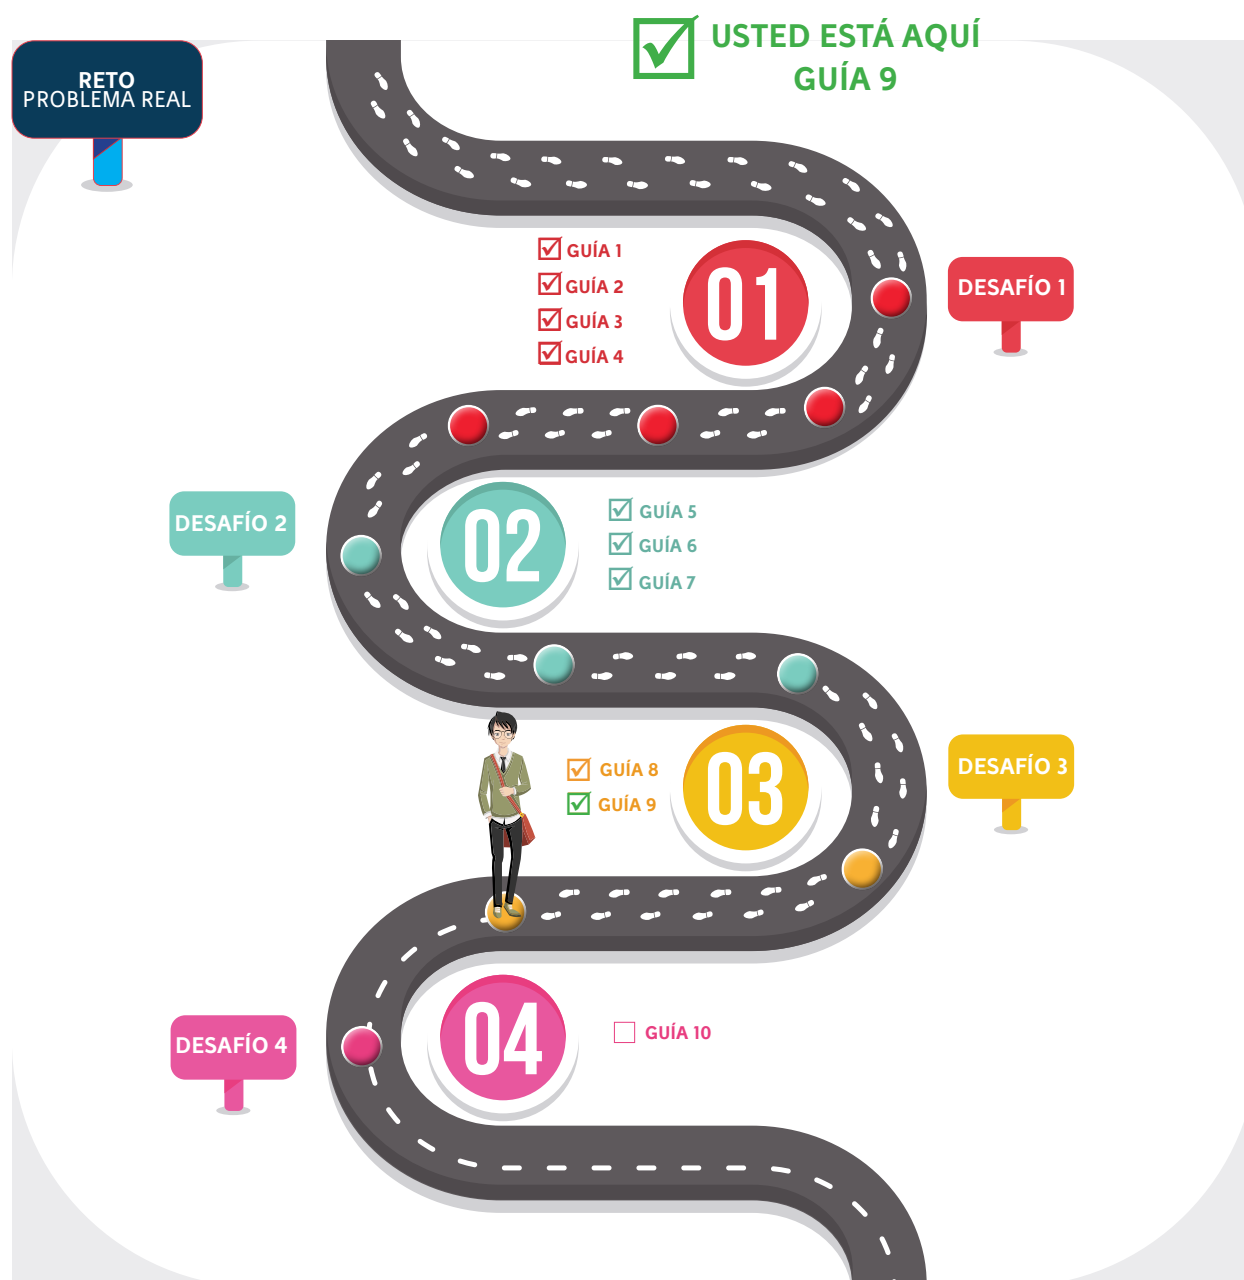 USTED ESTÁ AQUÍ
GUÍA 9
RETO
PROBLEMA REAL
GUÍA 1
GUÍA 2
GUÍA 3
GUÍA 4
01
DESAFÍO 1
DESAFÍO 2
02
GUÍA 5
GUÍA 6
GUÍA 7
GUÍA 8
GUÍA 9
03
DESAFÍO 3
DESAFÍO 4
04
GUÍA 10